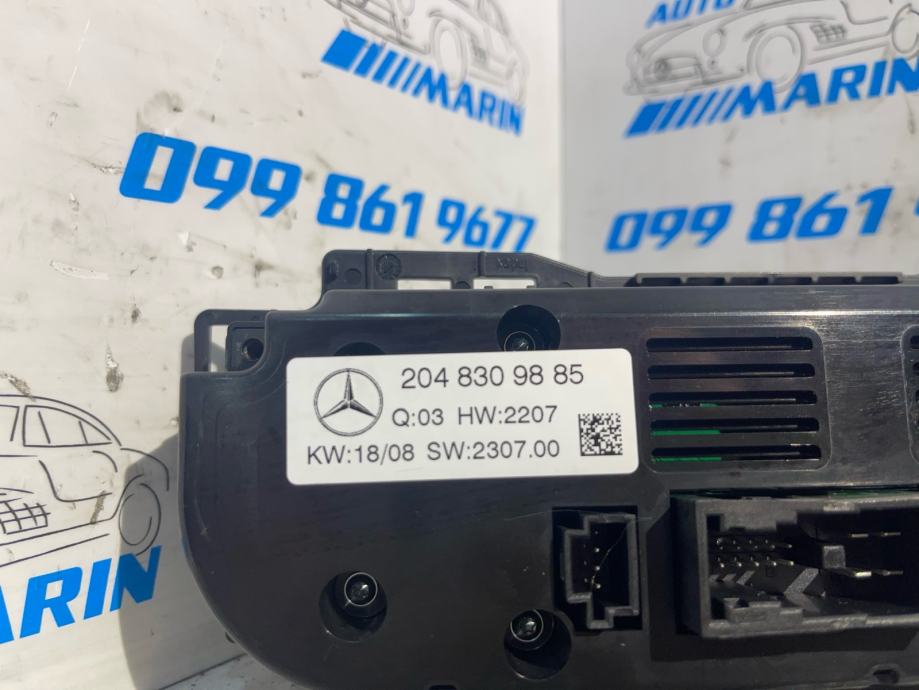 MARIN
099 861 9677
AUTO
MARIN
099 861
204 830 98 85
Q:03 HW:2207
KW:18/08 SW:2307.00
MARIN